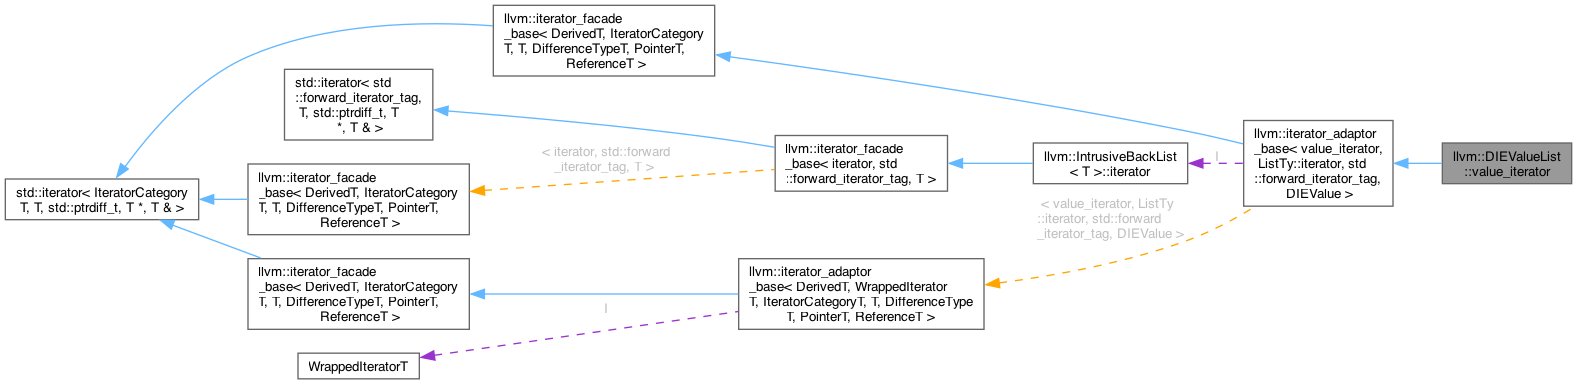 llvm::iterator_facade
_base< DerivedT, IteratorCategory
T, T, DifferenceTypeT, PointerT,
ReferenceT >
std::iterator< std
::forward_iterator_tag,
T, std::ptrdiff_t, T
*, T & >
llvm::iterator_adaptor
_base< value_iterator,
ListTy::iterator, std
::forward_iterator_tag,
DIEValue >
llvm::iterator_facade
_base< iterator, std
::forward_iterator_tag, T >
llvm::IntrusiveBackList
< T >::iterator
I
llvm::DIEValueList
::value_iterator
< iterator, std::forward
_iterator_tag, T >
std::iterator< IteratorCategory
T, T, std::ptrdiff_t, T *, T & >
llvm::iterator_facade
_base< DerivedT, IteratorCategory
T, T, DifferenceTypeT, PointerT,
ReferenceT >
< value_iterator, ListTy
::iterator, std::forward
_iterator_tag, DIEValue >
llvm::iterator_facade
_base< DerivedT, IteratorCategory
T, T, DifferenceTypeT, PointerT,
ReferenceT >
llvm::iterator_adaptor
_base< DerivedT, WrappedIterator
T, IteratorCategoryT, T, DifferenceType
T, PointerT, ReferenceT >
I
WrappedIteratorT